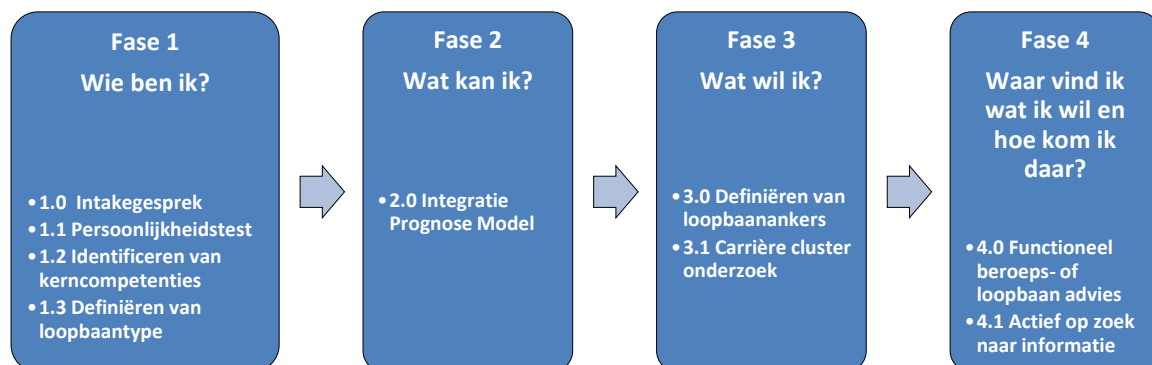 Fase 1
Wie ben ik?
•1.0 Intakegesprek
•1.1 Persoonlijkheidstest
•1.2 Identificeren van
kerncompetenties
•1.3 Definiëren van
loopbaantype
Fase 2
Wat kan ik?
•2.0 Integratie
Prognose Model
Fase 3
Wat wil ik?
•3.0 Definiëren van
loopbaanankers
•3.1 Carrière cluster
onderzoek
Fase 4
Waar vind ik
wat ik wil en
hoe kom ik
daar?
•4.0 Functioneel
beroeps- of
loopbaan advies
•4.1 Actief op zoek
naar informatie